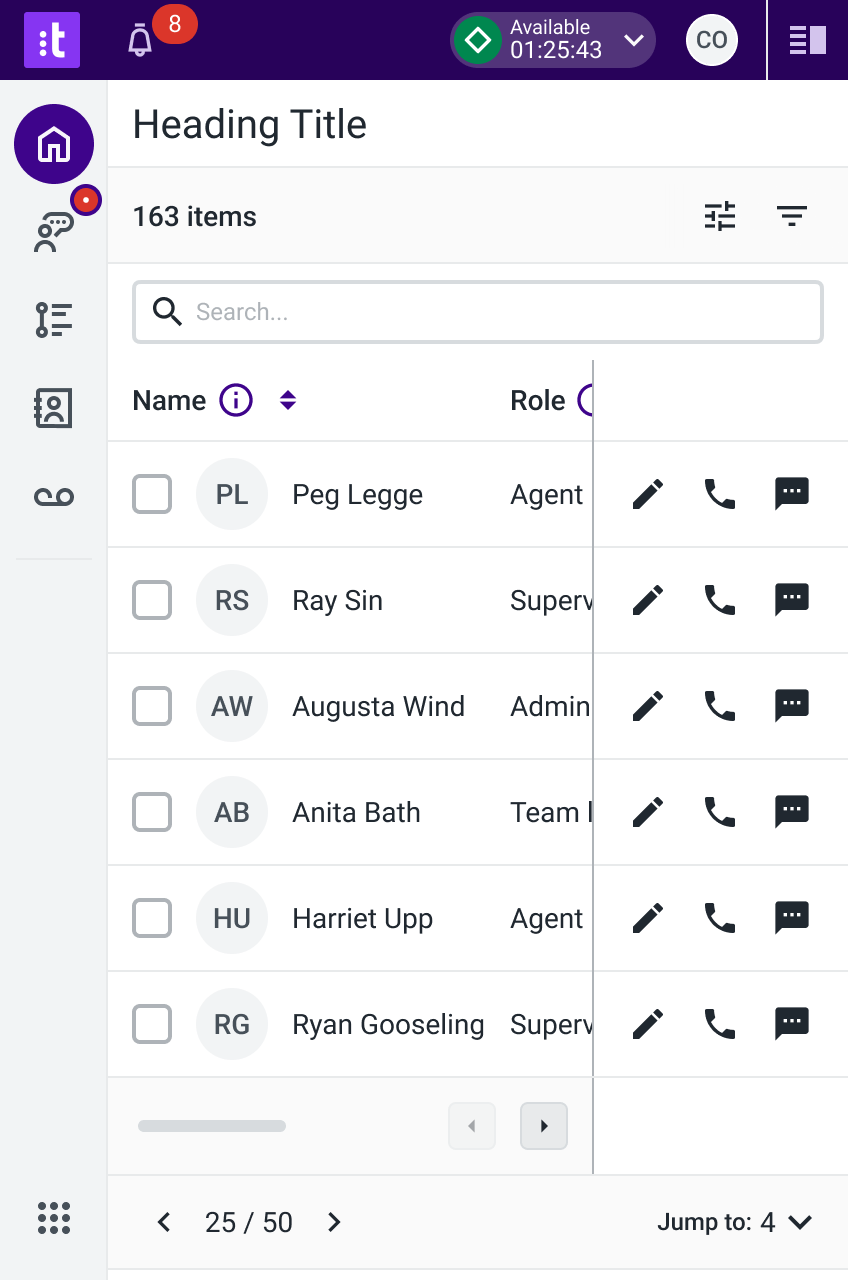 :t
8
Available
01:25:43
CO
Heading Title
163 items
Search...
Name
Role
PL Peg Legge Agent
RS Ray Sin Superv
AW Augusta Wind Admin
AB Anita Bath Team
HU Harriet Upp Agent
RG Ryan Gooseling Superv
25 / 50
Jump to: 4